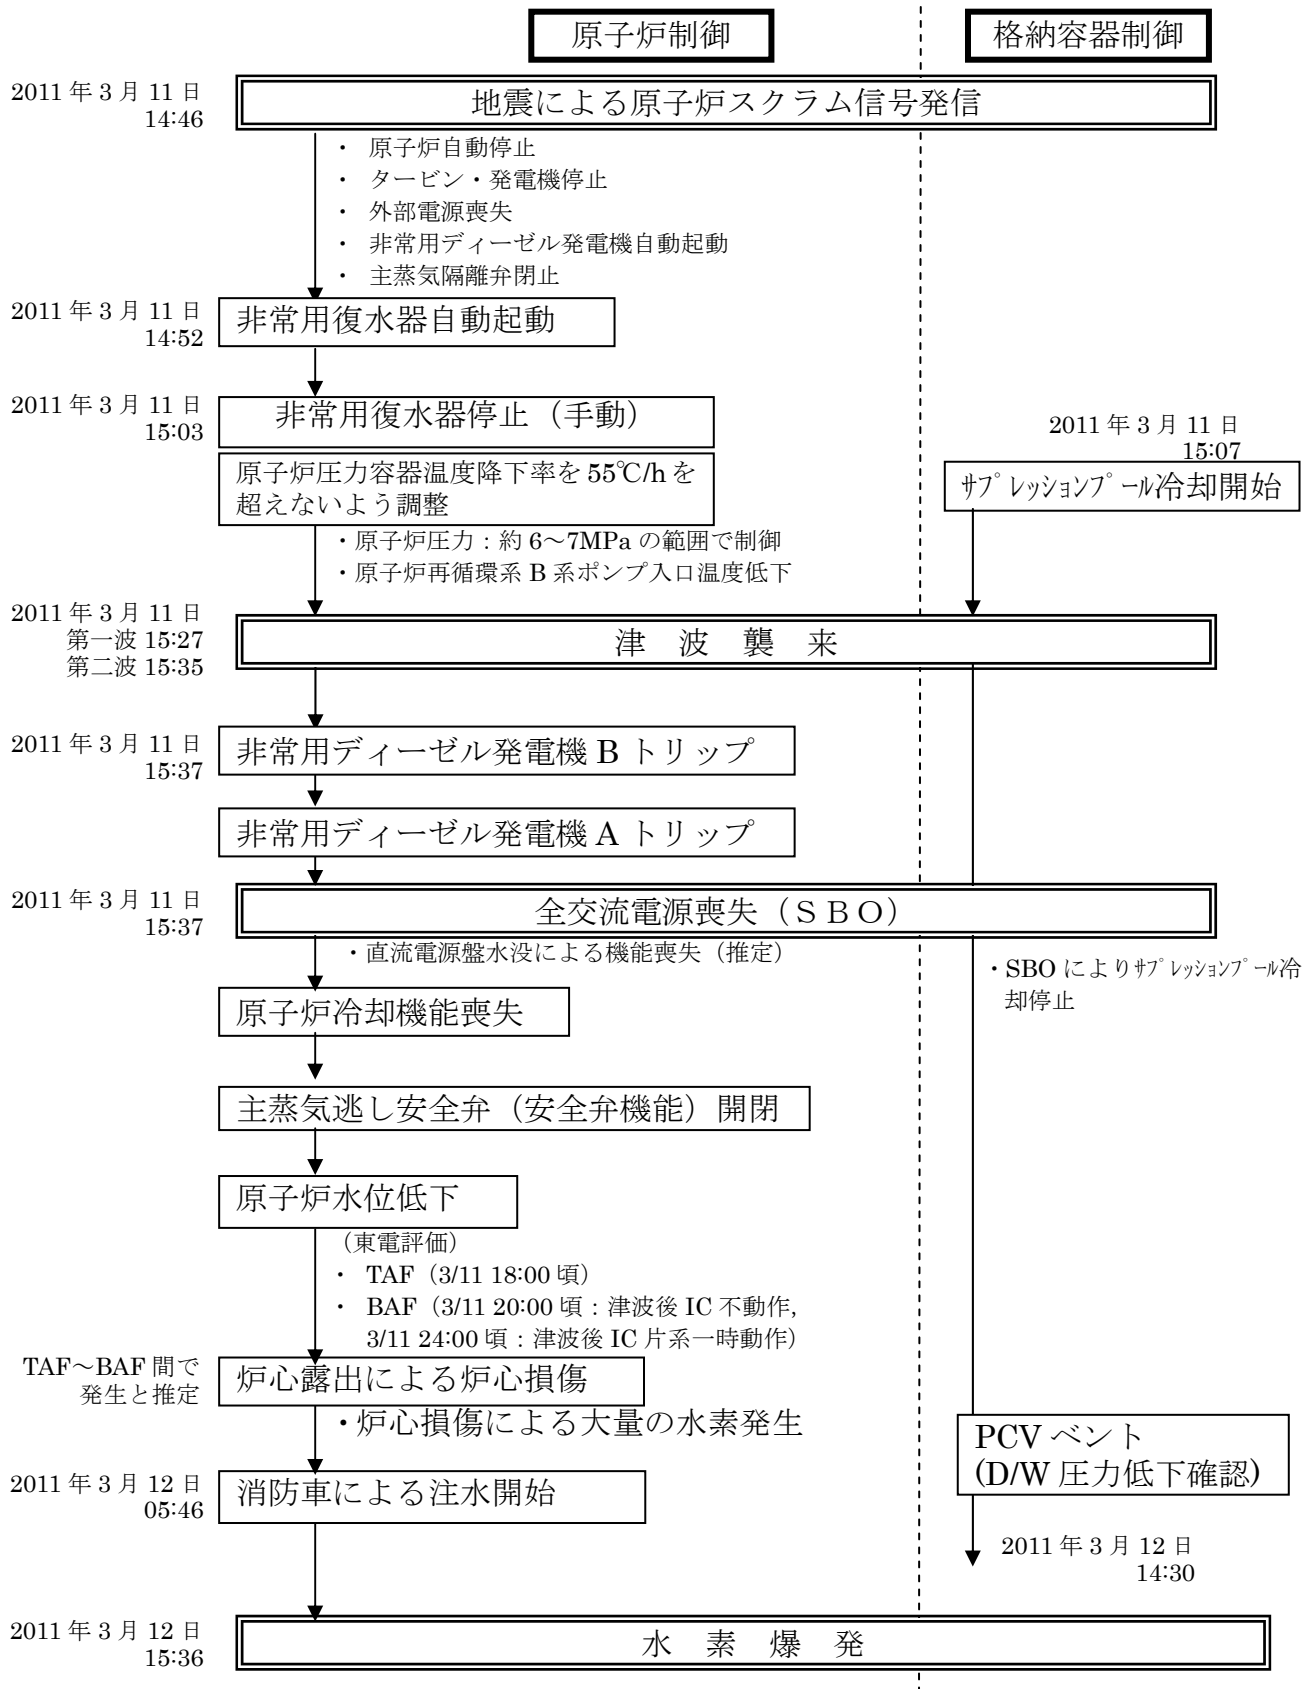 原子炉制御
格納容器制御
2011 年 3 月 11 日
14:46
地震による原子炉スクラム信号発信
・ 原子炉自動停止
・ タービン・発電機停止
・ 外部電源喪失
・ 非常用ディーゼル発電機自動起動
・ 主蒸気隔離弁閉止
2011 年 3 月 11 日
14:52
非常用復水器自動起動
2011 年 3 月 11 日
15:03
非常用復水器停止（手動）
原子炉圧力容器温度降下率を 55℃/h を
超えないよう調整
・原子炉圧力：約 6～7MPa の範囲で制御
・原子炉再循環系 B 系ポンプ入口温度低下
2011 年 3 月 11 日
15:07
ｻﾌﾟﾚｯｼｮﾝﾌﾟｰﾙ冷却開始
2011 年 3 月 11 日
第一波 15:27
第二波 15:35
津 波 襲 来
2011 年 3 月 11 日
15:37
非常用ディーゼル発電機 B トリップ
非常用ディーゼル発電機 A トリップ
2011 年 3 月 11 日
15:37
全交流電源喪失（ＳＢＯ）
・直流電源盤水没による機能喪失（推定）
・SBO によりｻﾌﾟﾚｯｼｮﾝﾌﾟｰﾙ冷
却停止
原子炉冷却機能喪失
主蒸気逃し安全弁（安全弁機能）開閉
原子炉水位低下
（東電評価）
・ TAF（3/11 18:00 頃）
・ BAF（3/11 20:00 頃：津波後 IC 不動作,
3/11 24:00 頃：津波後 IC 片系一時動作）
TAF～BAF 間で
発生と推定
炉心露出による炉心損傷
・炉心損傷による大量の水素発生
PCV ベント
(D/W 圧力低下確認)
2011 年 3 月 12 日
05:46
消防車による注水開始
2011 年 3 月 12 日
14:30
2011 年 3 月 12 日
15:36
水 素 爆 発